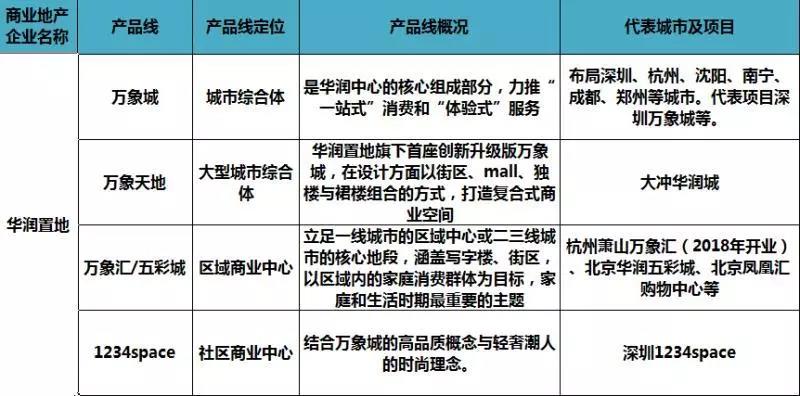 商业地产
企业名称
产品线
产品线定位
产品线概况
代表城市及项目
华润置地
万象城
城市综合体
是华润中心的核心组成部分，力推“
一站式”消费和“体验式”服务
布局深圳、杭州、沈阳、南宁、
成都、郑州等城市。代表项目深
圳万象城等。
万象天地
大型城市综合
体
华润置地旗下首座创新升级版万象
城，在设计方面以街区、mall、独
楼与裙楼组合的方式，打造复合式商
业空间
大冲华润城
万象汇/五彩城
区域商业中心
立足一线城市的区域中心或二三线城
市的核心地段，涵盖写字楼、街区，
以区域内的家庭消费群体为目标，家
庭和生活时期最重要的主题
杭州萧山万象汇（2018年开业）
、北京华润五彩城、北京凤凰汇
购物中心等
1234space
社区商业中心
结合万象城的高品质概念与轻奢潮人
的时尚理念。
深圳1234space